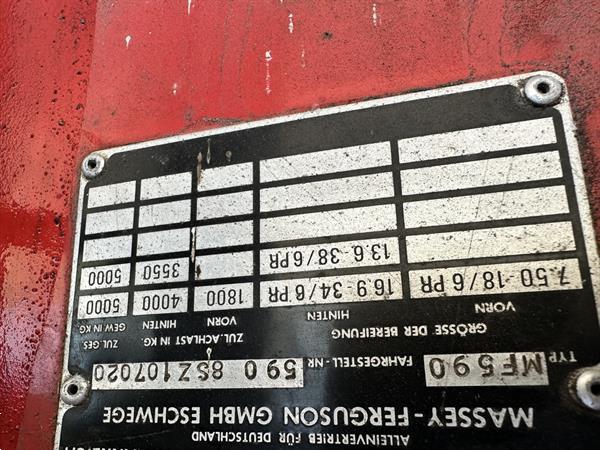 ALLEINVERTRIEB FÜR DEUTSCHLAND
MASSEY-FERGUSON GMBH ESCHWEGE
TYP MF590 FAHRGESTELL-NR 590 8SZ107020
GRÖSSE DER BEREIFUNG ZUL.ACHLAST IN KG ZUL.GES
VORN HINTEN VORN HINTEN GEW IN KG
7.50-18/6PR 16.9-34/6PR 1800 4000 5000
13.6-38/6PR 3550 5000